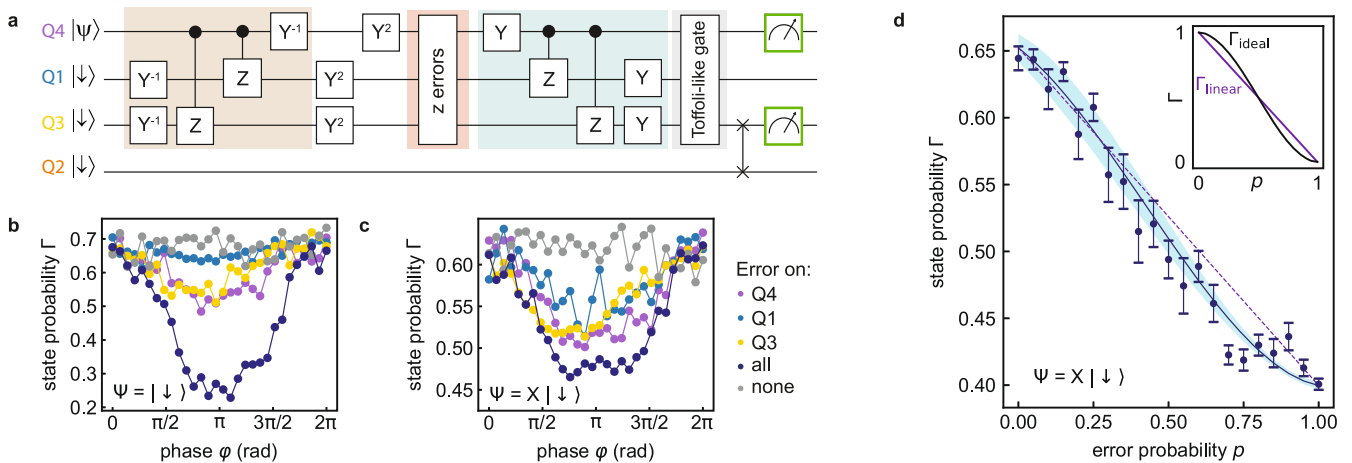 a
Q4 |ψ⟩
Q1 |↓⟩
Q3 |↓⟩
Q2 |↓⟩
Y⁻¹ Y² Y
Z Z
Y⁻¹ Y² Y
Y⁻¹ Z Y² Z Y
z errors
Toffoli-like gate
b
state probability Γ
0.7
0.6
0.5
0.4
0.3
0.2
Ψ = |↓⟩
0 π/2 π 3π/2 2π
phase φ (rad)
c
state probability Γ
0.60
0.55
0.50
0.45
Ψ = X |↓⟩
0 π/2 π 3π/2 2π
phase φ (rad)
Error on:
Q4
Q1
Q3
all
none
d
state probability Γ
0.65
0.60
0.55
0.50
0.45
0.40
Ψ = X |↓⟩
0.00 0.25 0.50 0.75 1.00
error probability p
1
Γ
0
Γideal
Γlinear
0 p 1